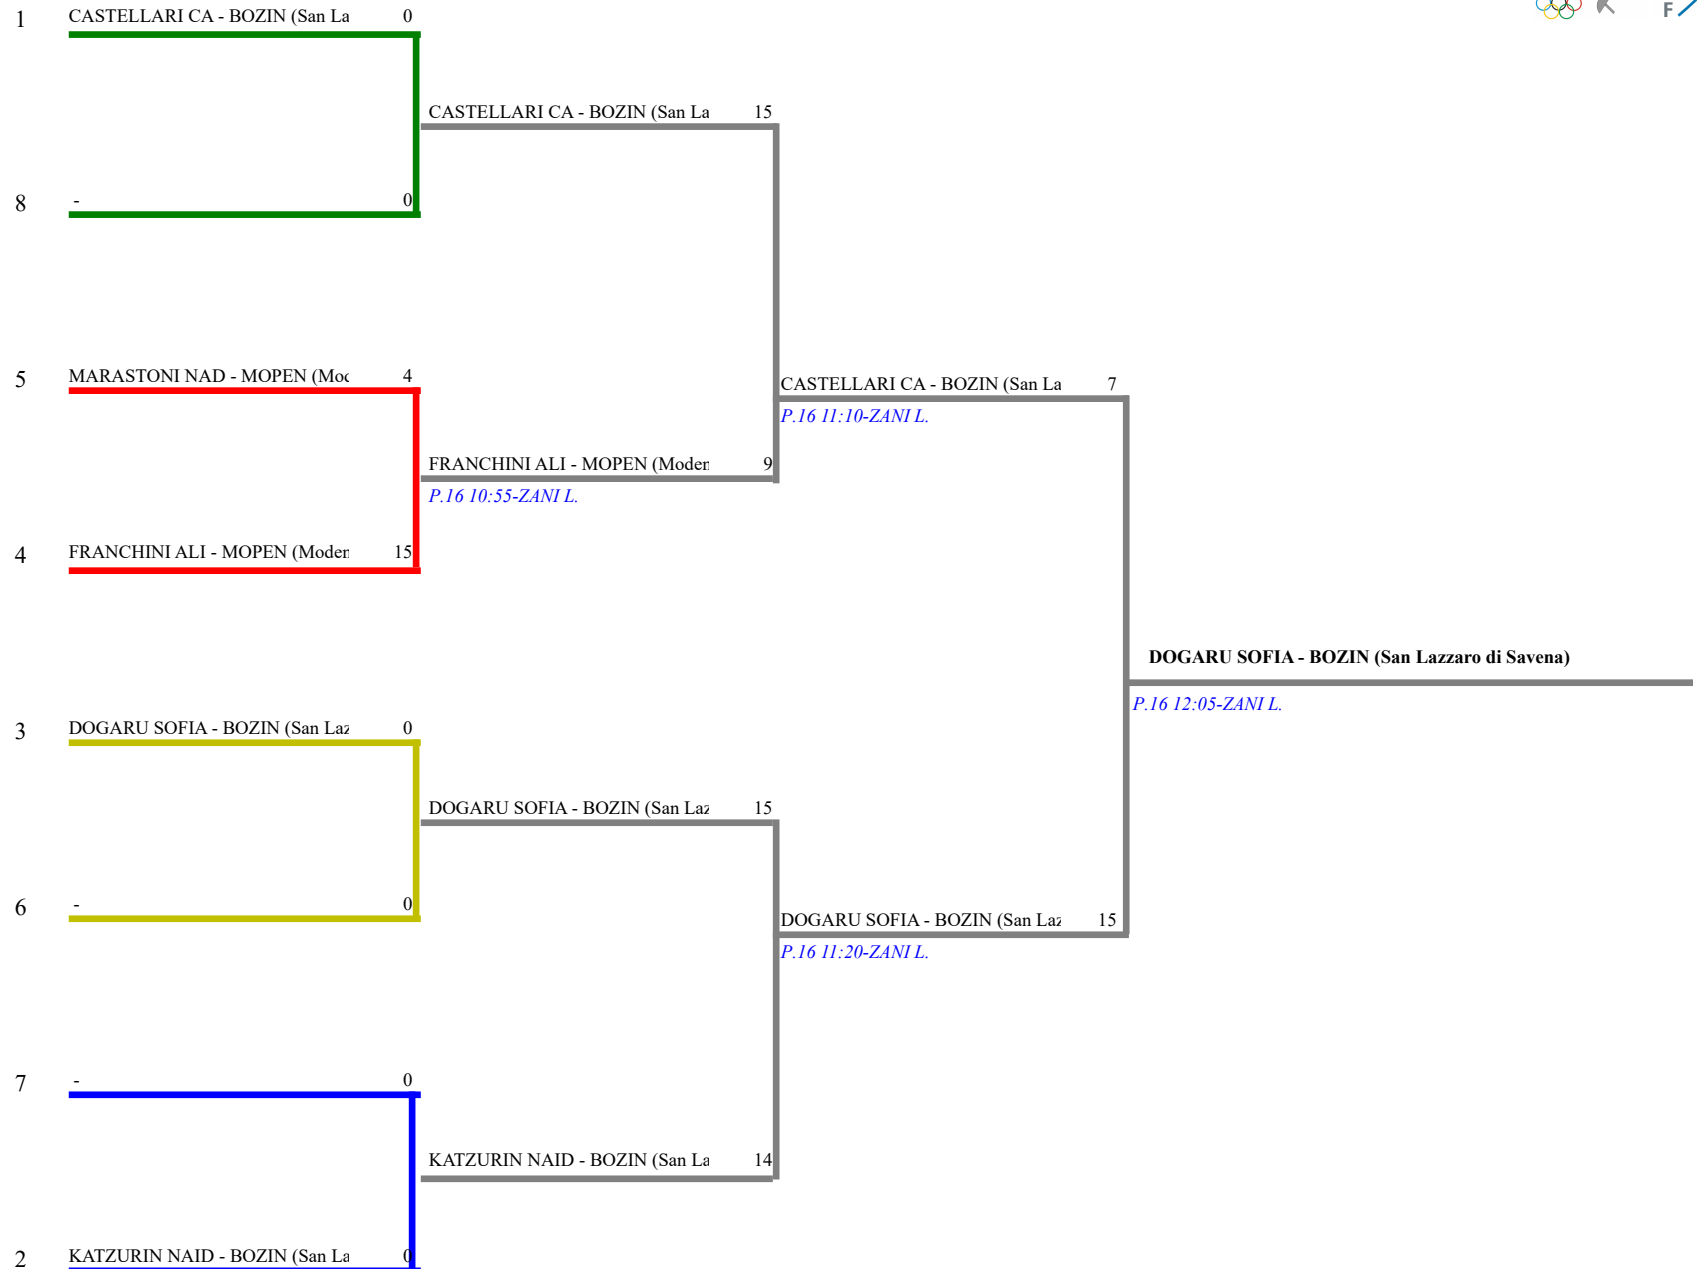 F
1 CASTELLARI CA - BOZIN (San La 0
CASTELLARI CA - BOZIN (San La 15
8 - 0
5 MARASTONI NAD - MOPEN (Moc 4
CASTELLARI CA - BOZIN (San La 7
P.16 11:10-ZANI L.
FRANCHINI ALI - MOPEN (Moder 9
P.16 10:55-ZANI L.
4 FRANCHINI ALI - MOPEN (Moden 15
DOGARU SOFIA - BOZIN (San Lazzaro di Savena)
P.16 12:05-ZANI L.
3 DOGARU SOFIA - BOZIN (San Laz 0
DOGARU SOFIA - BOZIN (San Laz 15
6 - 0
DOGARU SOFIA - BOZIN (San Laz 15
P.16 11:20-ZANI L.
7 - 0
KATZURIN NAID - BOZIN (San La 14
2 KATZURIN NAID - BOZIN (San La 0